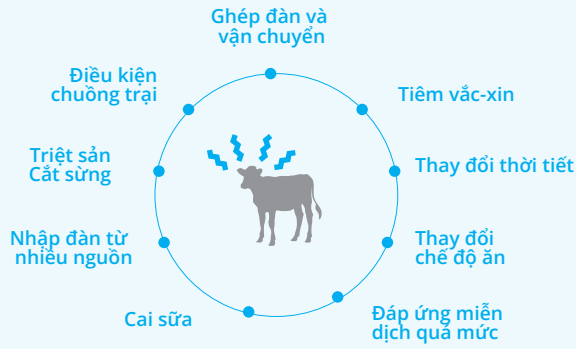 Ghép đàn và
vận chuyển
Tiêm vắc-xin
Thay đổi thời tiết
Thay đổi
chế độ ăn
Đáp ứng miễn
dịch quá mức
Cai sữa
Nhập đàn từ
nhiều nguồn
Triệt sản
Cắt sừng
Điều kiện
chuồng trại